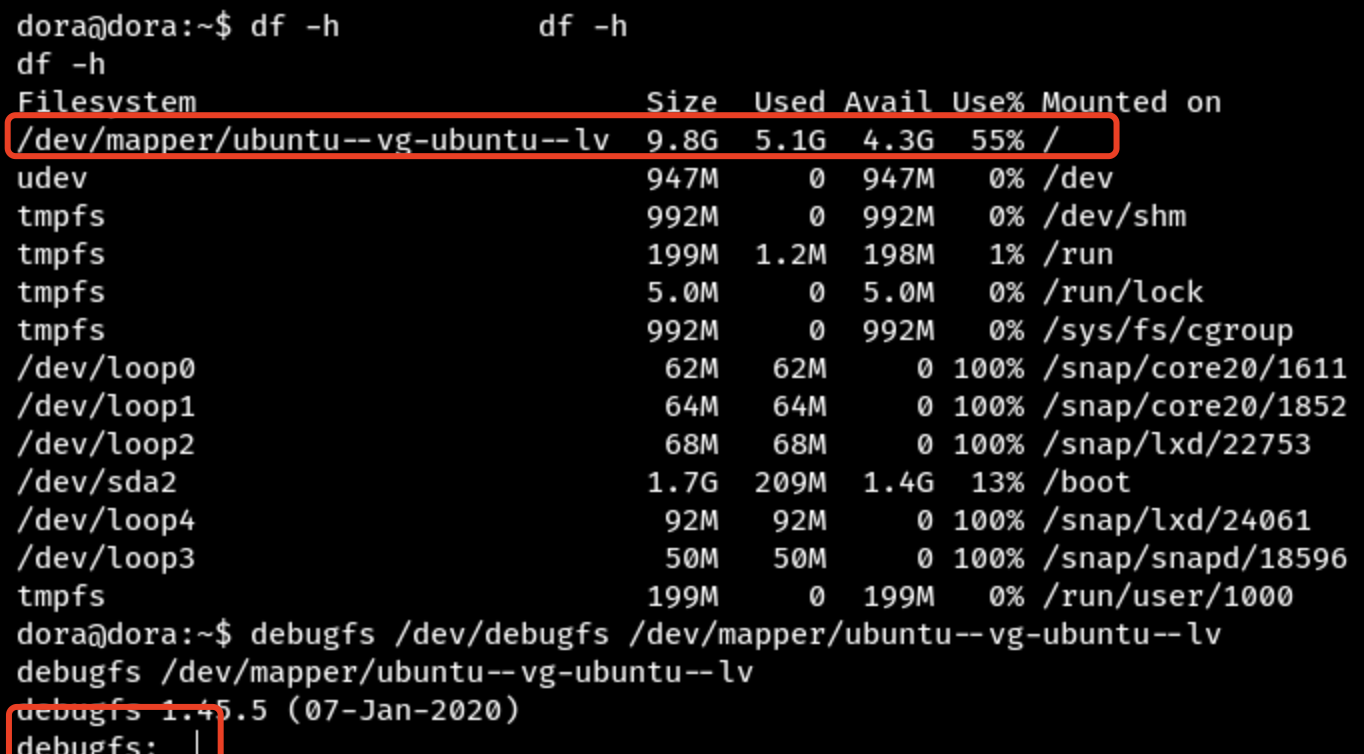 dora@dora:~$ df -h           df -h
df -h
Filesystem                         Size  Used Avail Use% Mounted on
/dev/mapper/ubuntu--vg-ubuntu--lv  9.8G  5.1G  4.3G  55% /
udev                               947M     0  947M   0% /dev
tmpfs                              992M     0  992M   0% /dev/shm
tmpfs                              199M  1.2M  198M   1% /run
tmpfs                              5.0M     0  5.0M   0% /run/lock
tmpfs                              992M     0  992M   0% /sys/fs/cgroup
/dev/loop0                          62M   62M     0 100% /snap/core20/1611
/dev/loop1                          64M   64M     0 100% /snap/core20/1852
/dev/loop2                          68M   68M     0 100% /snap/lxd/22753
/dev/sda2                          1.7G  209M  1.4G  13% /boot
/dev/loop4                          92M   92M     0 100% /snap/lxd/24061
/dev/loop3                          50M   50M     0 100% /snap/snapd/18596
tmpfs                              199M     0  199M   0% /run/user/1000
dora@dora:~$ debugfs /dev/debugfs /dev/mapper/ubuntu--vg-ubuntu--lv
debugfs /dev/mapper/ubuntu--vg-ubuntu--lv
debugfs 1.45.5 (07-Jan-2020)
debugfs: